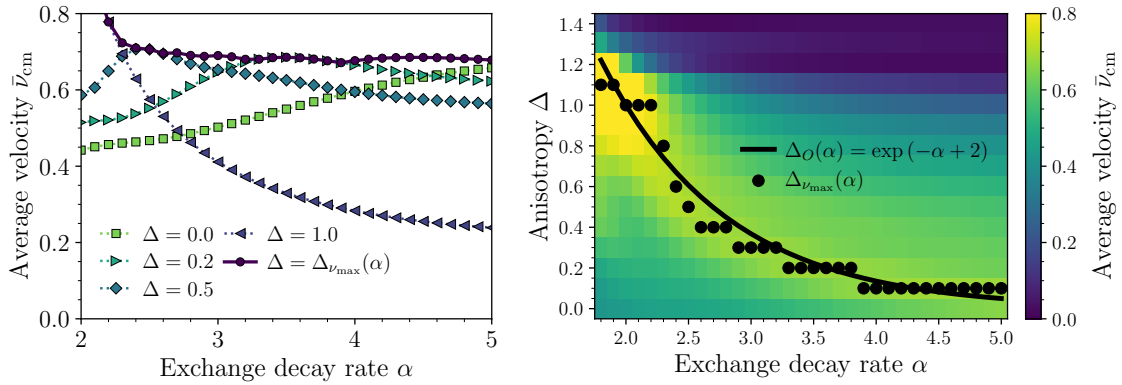 Average velocity ν̄cm
0.8
0.6
0.4
0.2
0.0
2
3
4
5
Exchange decay rate α
Δ = 0.0
Δ = 0.2
Δ = 0.5
Δ = 1.0
Δ = Δνmax(α)
Anisotropy Δ
1.4
1.2
1.0
0.8
0.6
0.4
0.2
0.0
2.0
2.5
3.0
3.5
4.0
4.5
5.0
Exchange decay rate α
ΔO(α) = exp (−α + 2)
Δνmax(α)
0.8
0.6
0.4
0.2
0.0
Average velocity ν̄cm